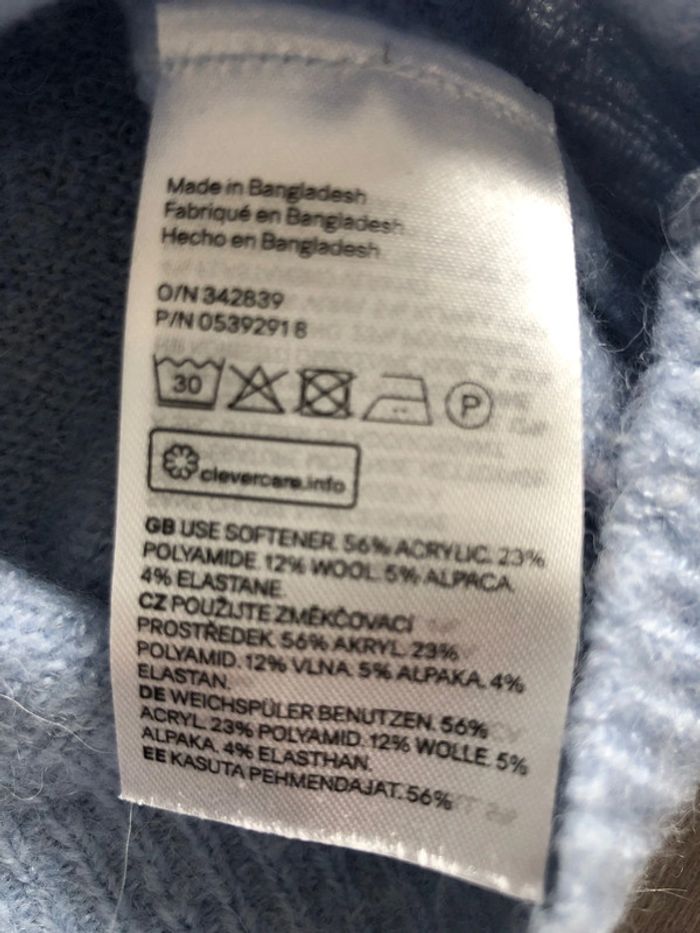 Made in Bangladesh
Fabriqué en Bangladesh
Hecho en Bangladesh
O/N 342839
P/N 05392918
30
P
clevercare.info
GB USE SOFTENER. 56% ACRYLIC. 23%
POLYAMIDE. 12% WOOL. 5% ALPACA.
4% ELASTANE.
CZ POUŽIJTE ZMĚKČOVACÍ
PROSTŘEDEK. 56% AKRYL. 23%
POLYAMID. 12% VLNA. 5% ALPAKA. 4%
ELASTAN.
DE WEICHSPÜLER BENUTZEN. 56%
ACRYL. 23% POLYAMID. 12% WOLLE. 5%
ALPAKA. 4% ELASTHAN.
EE KASUTA PEHMENDAJAT. 56%